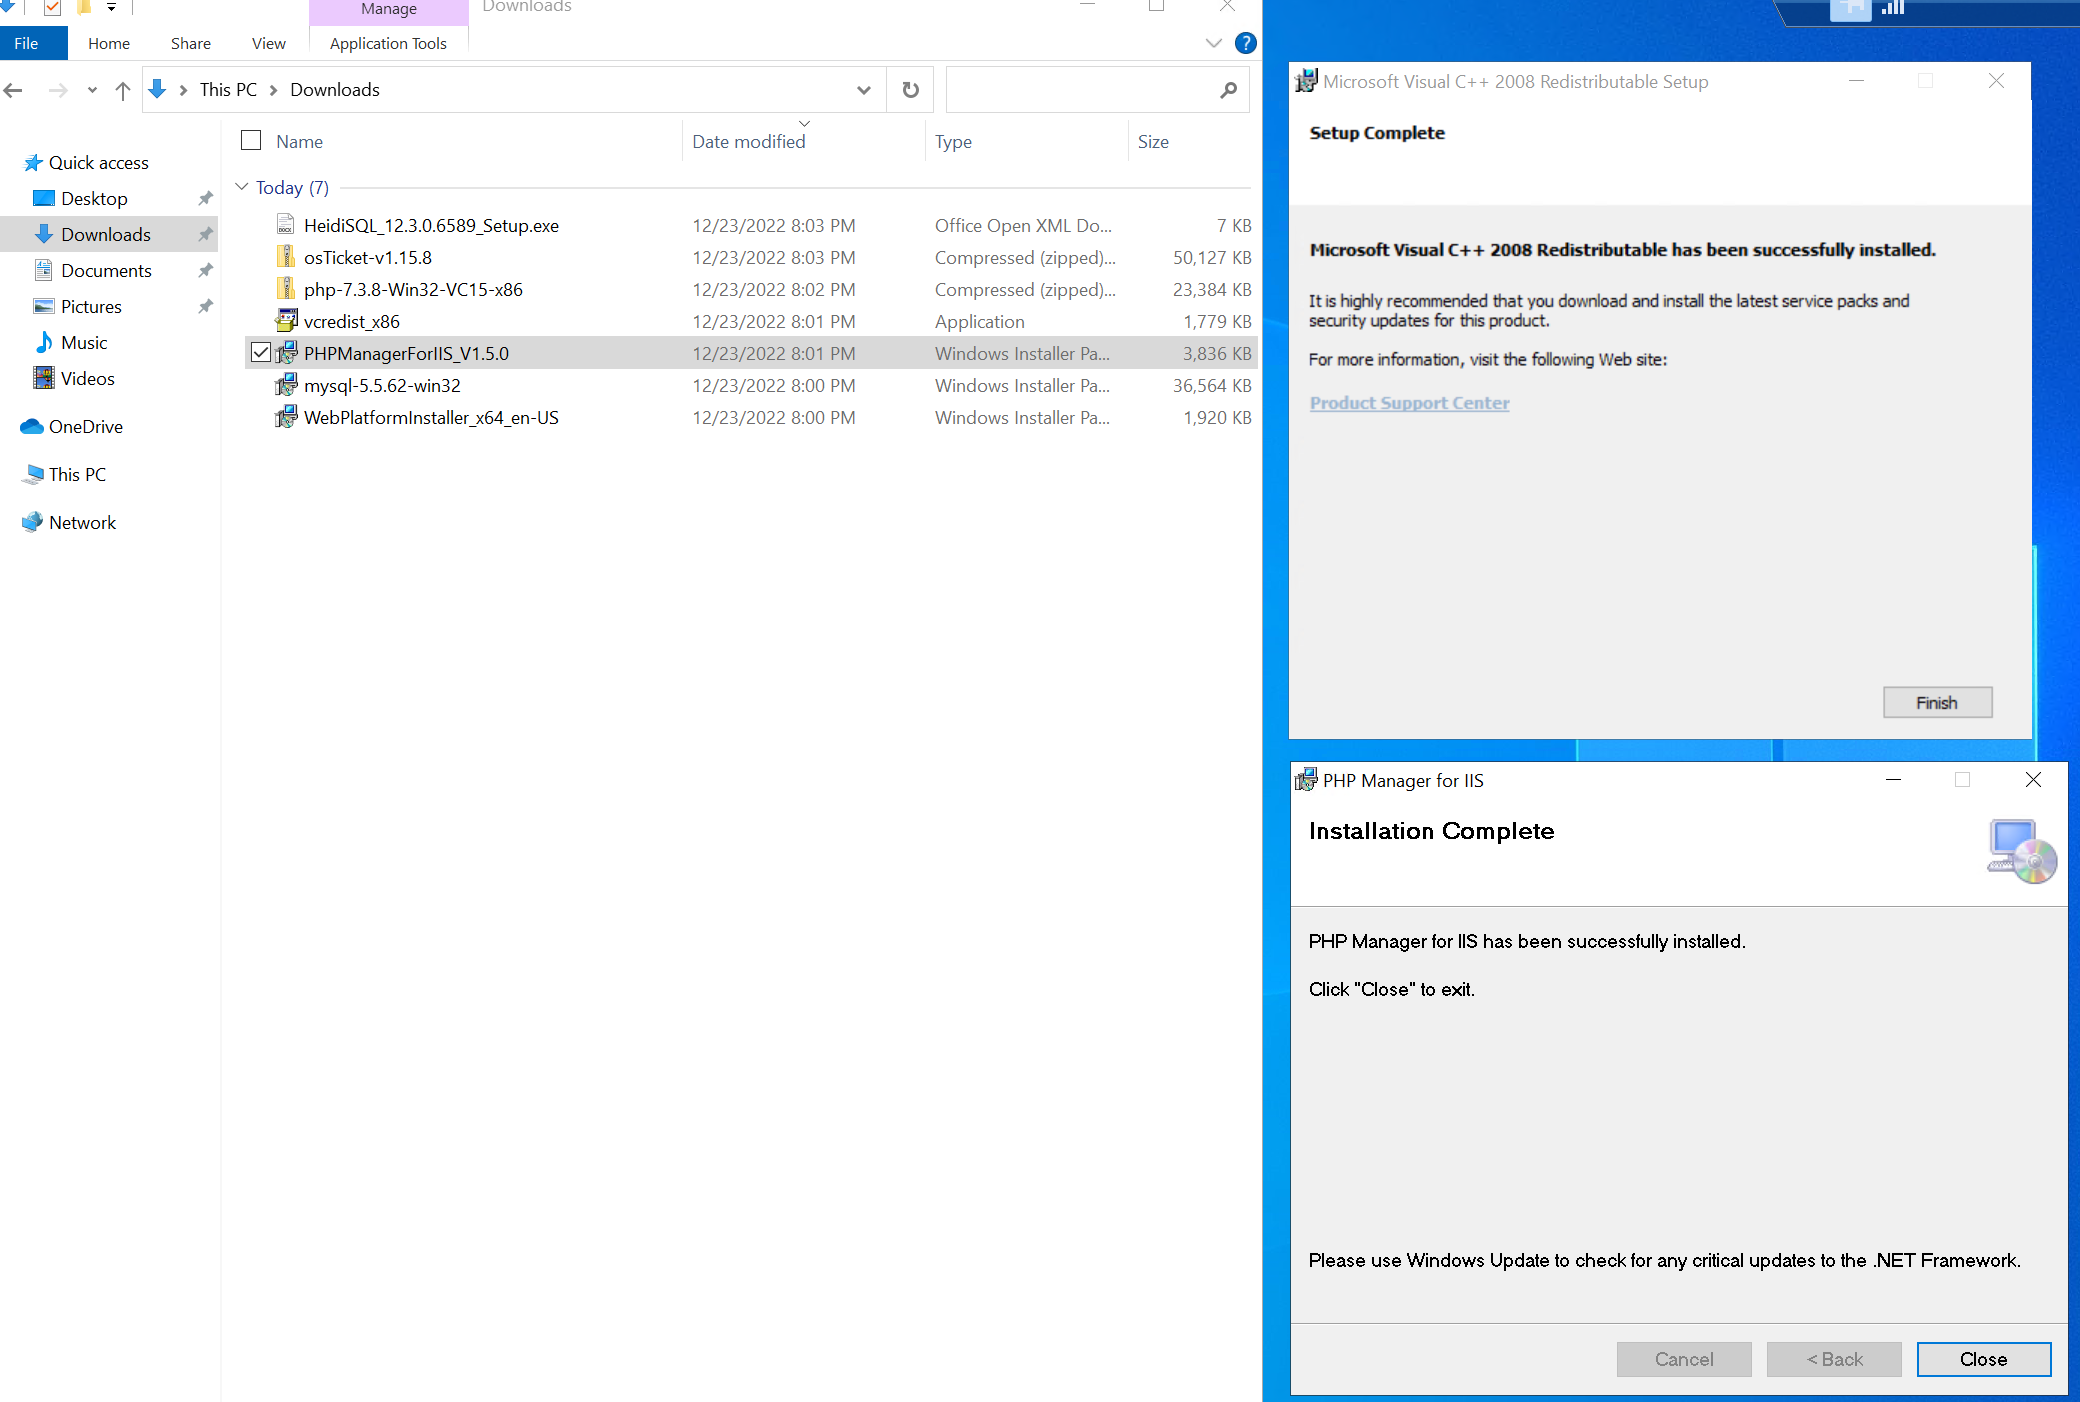 Manage
Downloads
File
Home
Share
View
Application Tools
?
This PC > Downloads
Name
Date modified
Type
Size
Quick access
Desktop
Downloads
Documents
Pictures
Music
Videos
OneDrive
This PC
Network
Today (7)
HeidiSQL_12.3.0.6589_Setup.exe 12/23/2022 8:03 PM Office Open XML Do... 7 KB
osTicket-v1.15.8 12/23/2022 8:03 PM Compressed (zipped)... 50,127 KB
php-7.3.8-Win32-VC15-x86 12/23/2022 8:02 PM Compressed (zipped)... 23,384 KB
vcredist_x86 12/23/2022 8:01 PM Application 1,779 KB
PHPManagerForIIS_V1.5.0 12/23/2022 8:01 PM Windows Installer Pa... 3,836 KB
mysql-5.5.62-win32 12/23/2022 8:00 PM Windows Installer Pa... 36,564 KB
WebPlatformInstaller_x64_en-US 12/23/2022 8:00 PM Windows Installer Pa... 1,920 KB
Microsoft Visual C++ 2008 Redistributable Setup
Setup Complete
Microsoft Visual C++ 2008 Redistributable has been successfully installed.
It is highly recommended that you download and install the latest service packs and
security updates for this product.
For more information, visit the following Web site:
Product Support Center
Finish
PHP Manager for IIS
Installation Complete
PHP Manager for IIS has been successfully installed.
Click "Close" to exit.
Please use Windows Update to check for any critical updates to the .NET Framework.
Cancel
< Back
Close